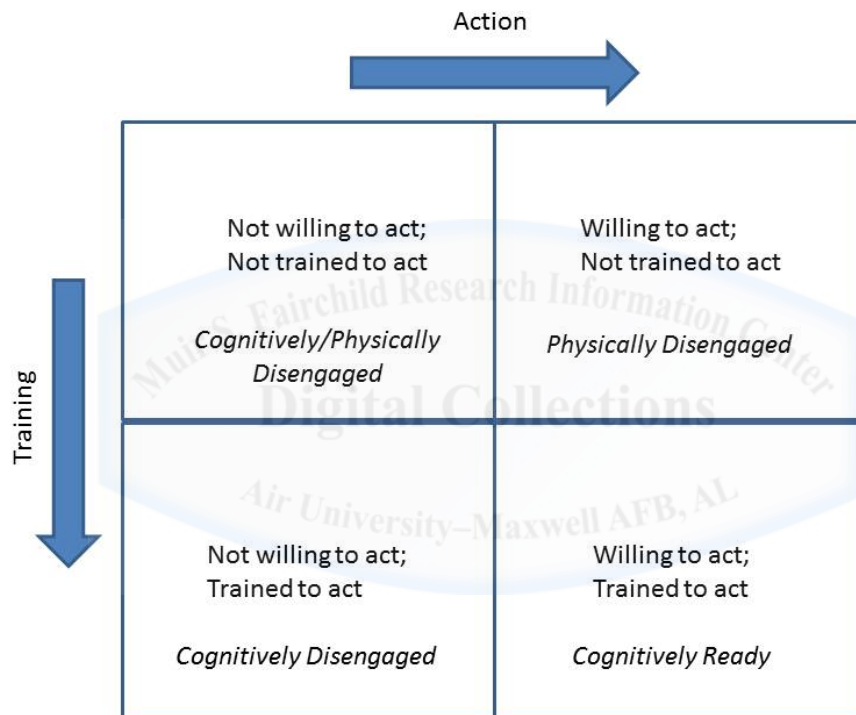 Action
Training
Not willing to act;
Not trained to act
Cognitively/Physically
Disengaged
Willing to act;
Not trained to act
Physically Disengaged
Muir S. Fairchild Research Information Center
Digital Collections
Air University–Maxwell AFB, AL
Not willing to act;
Trained to act
Cognitively Disengaged
Willing to act;
Trained to act
Cognitively Ready